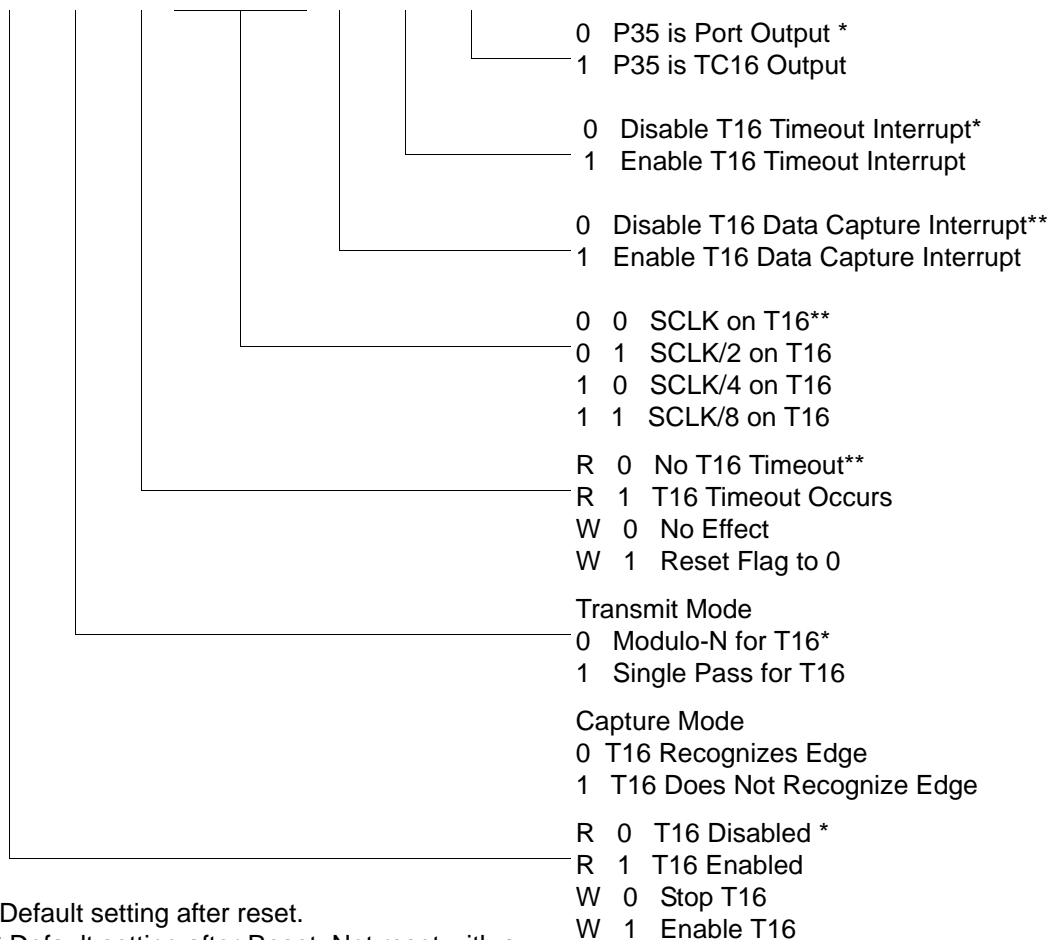 0 P35 is Port Output *
1 P35 is TC16 Output
0 Disable T16 Timeout Interrupt*
1 Enable T16 Timeout Interrupt
0 Disable T16 Data Capture Interrupt**
1 Enable T16 Data Capture Interrupt
0 0 SCLK on T16**
0 1 SCLK/2 on T16
1 0 SCLK/4 on T16
1 1 SCLK/8 on T16
R 0 No T16 Timeout**
R 1 T16 Timeout Occurs
W 0 No Effect
W 1 Reset Flag to 0
Transmit Mode
0 Modulo-N for T16*
1 Single Pass for T16
Capture Mode
0 T16 Recognizes Edge
1 T16 Does Not Recognize Edge
R 0 T16 Disabled *
R 1 T16 Enabled
W 0 Stop T16
W 1 Enable T16
Default setting after reset.